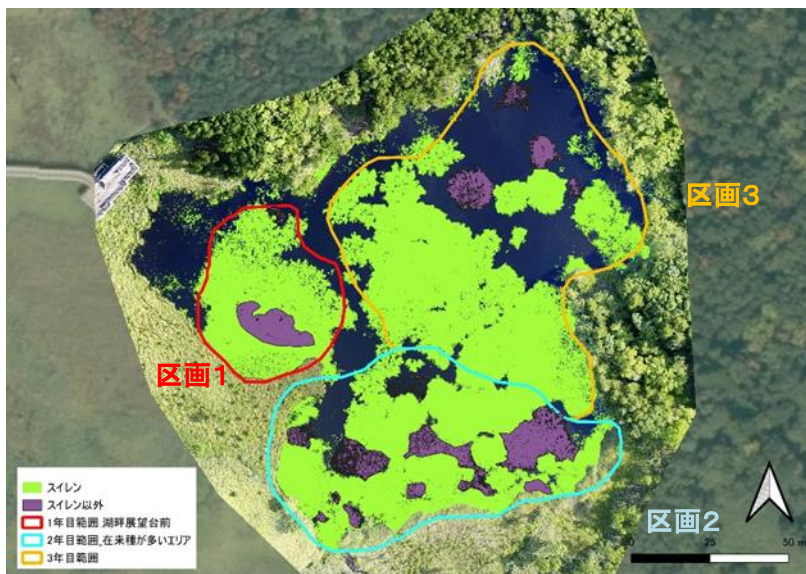 区画3
区画1
区画2
スイレン
スイレン以外
1年目範囲 湖畔展望台前
2年目範囲_在来種が多いエリア
3年目範囲
0 25 50 m